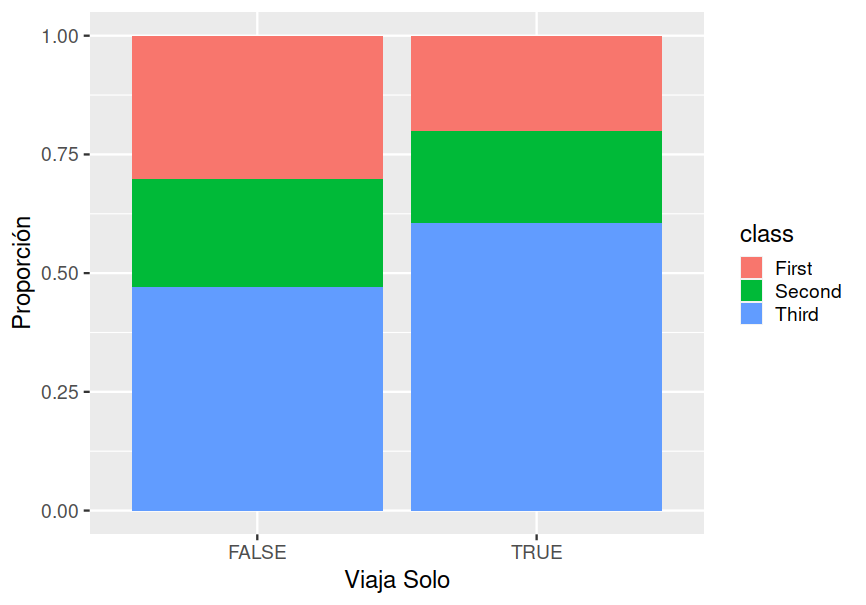 Proporción
1.00
0.75
0.50
0.25
0.00
FALSE
TRUE
Viaja Solo
class
First
Second
Third